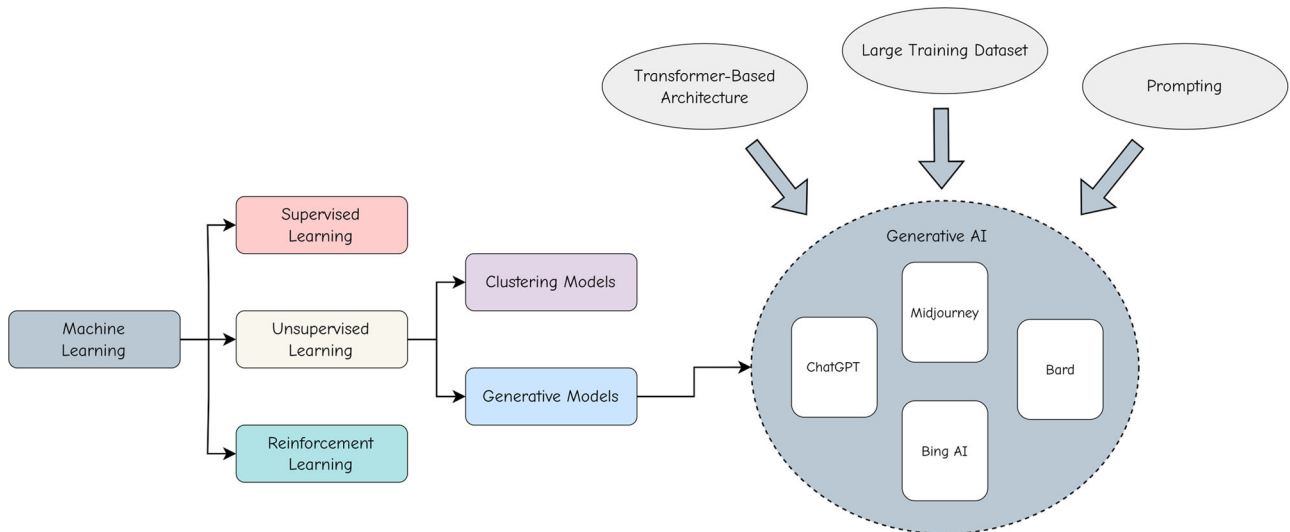 Transformer-Based
Architecture
Large Training Dataset
Prompting
Machine
Learning
Supervised
Learning
Unsupervised
Learning
Reinforcement
Learning
Clustering Models
Generative Models
Generative AI
Midjourney
ChatGPT
Bard
Bing AI